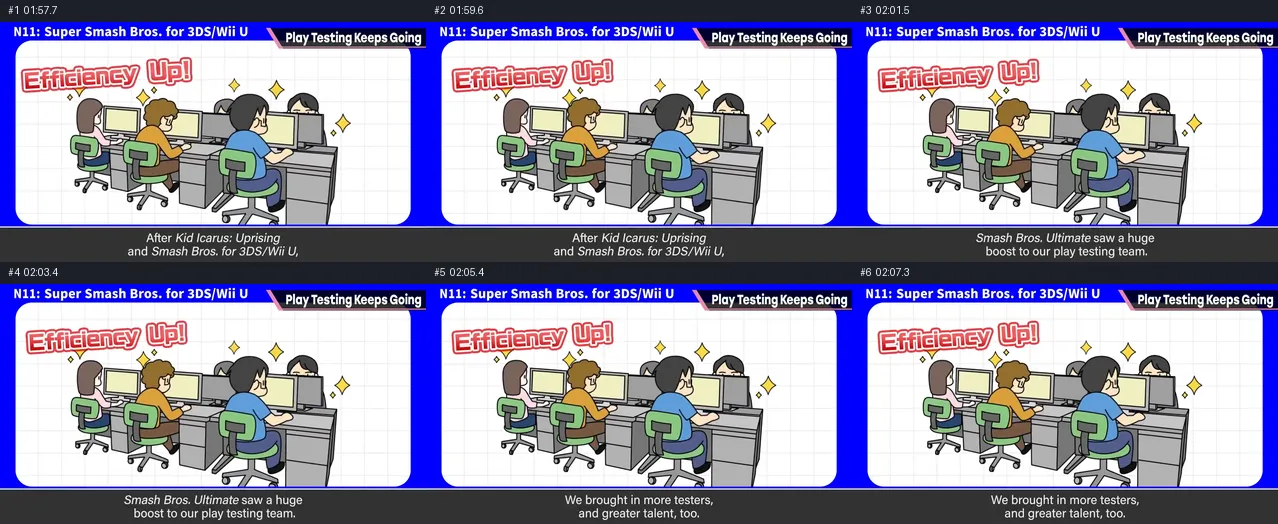 #1 01:57.7
N11: Super Smash Bros. for 3DS/Wii U
Play Testing Keeps Going
Efficiency Up!
After Kid Icarus: Uprising
and Smash Bros. for 3DS/Wii U,
#2 01:59.6
N11: Super Smash Bros. for 3DS/Wii U
Play Testing Keeps Going
Efficiency Up!
After Kid Icarus: Uprising
and Smash Bros. for 3DS/Wii U,
#3 02:01.5
N11: Super Smash Bros. for 3DS/Wii U
Play Testing Keeps Going
Efficiency Up!
Smash Bros. Ultimate saw a huge
boost to our play testing team.
#4 02:03.4
N11: Super Smash Bros. for 3DS/Wii U
Play Testing Keeps Going
Efficiency Up!
Smash Bros. Ultimate saw a huge
boost to our play testing team.
#5 02:05.4
N11: Super Smash Bros. for 3DS/Wii U
Play Testing Keeps Going
Efficiency Up!
We brought in more testers,
and greater talent, too.
#6 02:07.3
N11: Super Smash Bros. for 3DS/Wii U
Play Testing Keeps Going
Efficiency Up!
We brought in more testers,
and greater talent, too.